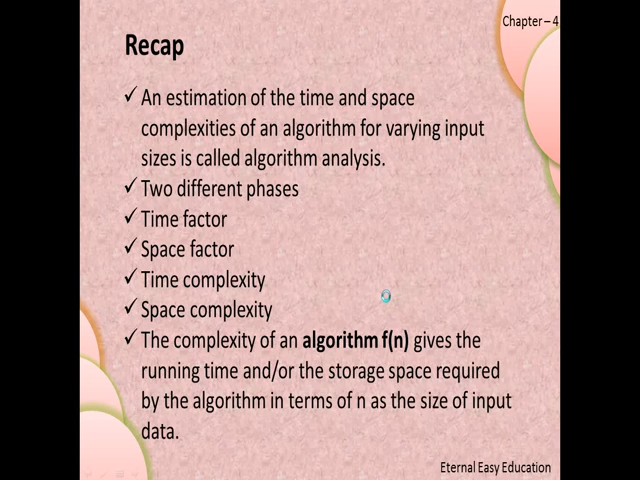 Chapter – 4
Recap
✓ An estimation of the time and space
complexities of an algorithm for varying input
sizes is called algorithm analysis.
✓ Two different phases
✓ Time factor
✓ Space factor
✓ Time complexity
✓ Space complexity
✓ The complexity of an algorithm f(n) gives the
running time and/or the storage space required
by the algorithm in terms of n as the size of input
data.
Eternal Easy Education